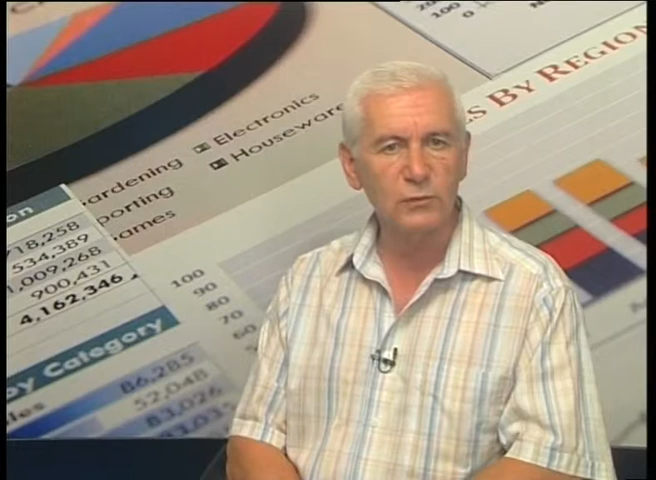 Electronics
Housewar
ardening
porting
ames
S BY REGION
718,258
534,389
1,009,268
900,431
4,162,346
by Category
86,285
52,048
83,026
100
90
80
70
60